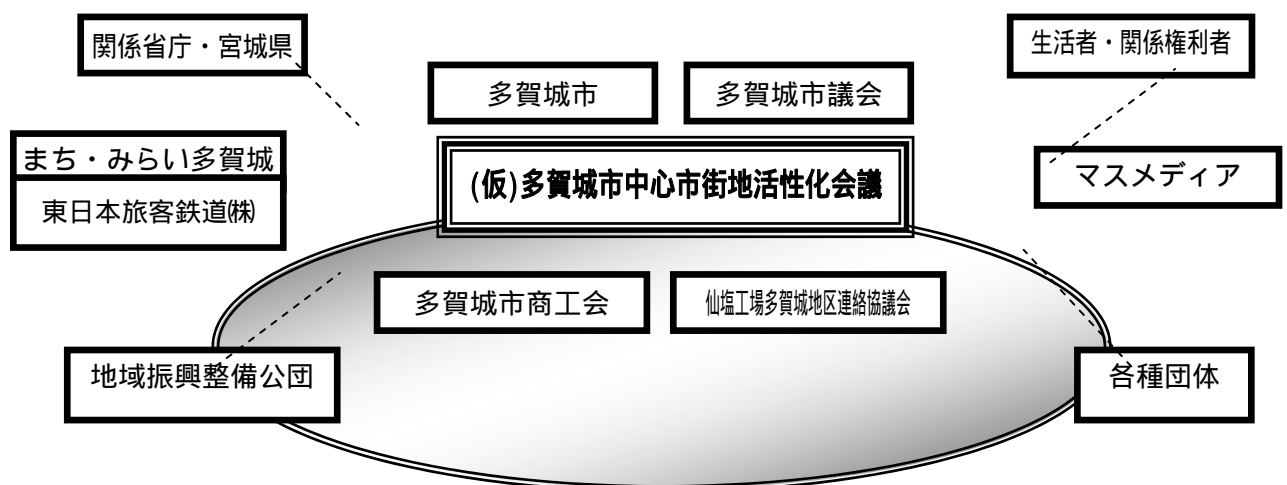 関係省庁・宮城県
生活者・関係権利者
多賀城市
多賀城市議会
まち・みらい多賀城
(仮)多賀城市中心市街地活性化会議
マスメディア
東日本旅客鉄道㈱
多賀城市商工会
仙塩工場多賀城地区連絡協議会
地域振興整備公団
各種団体